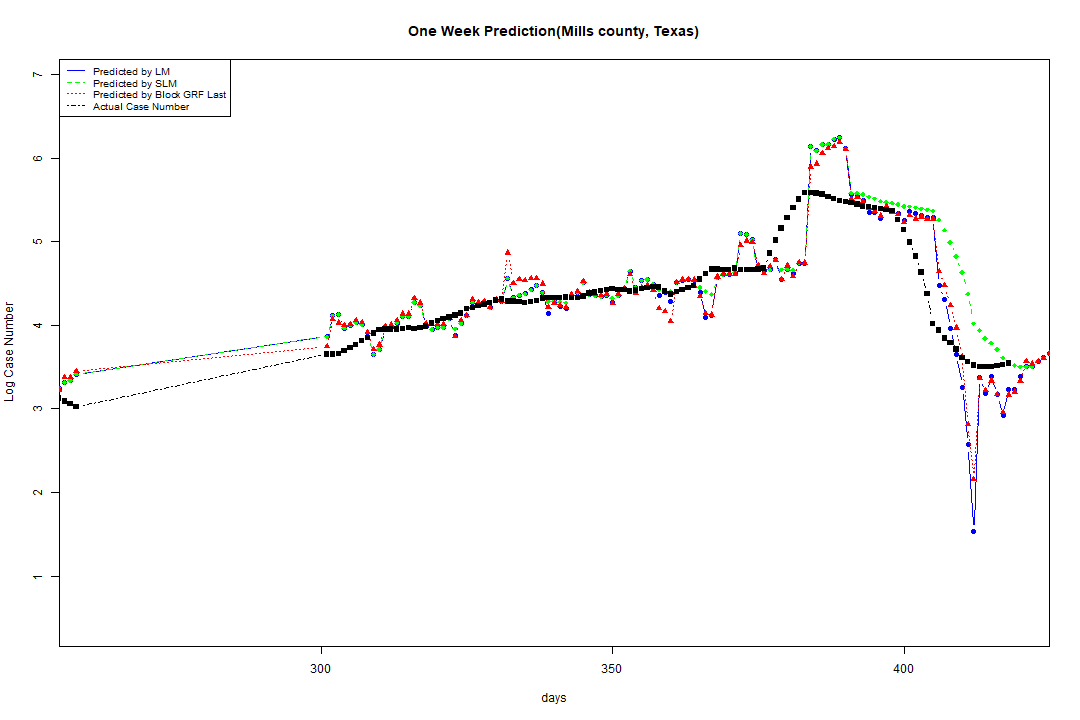 One Week Prediction(Mills county, Texas)
Predicted by LM
Predicted by SLM
Predicted by Block GRF Last
Actual Case Number
7
6
5
4
3
2
1
Log Case Number
300
350
400
days